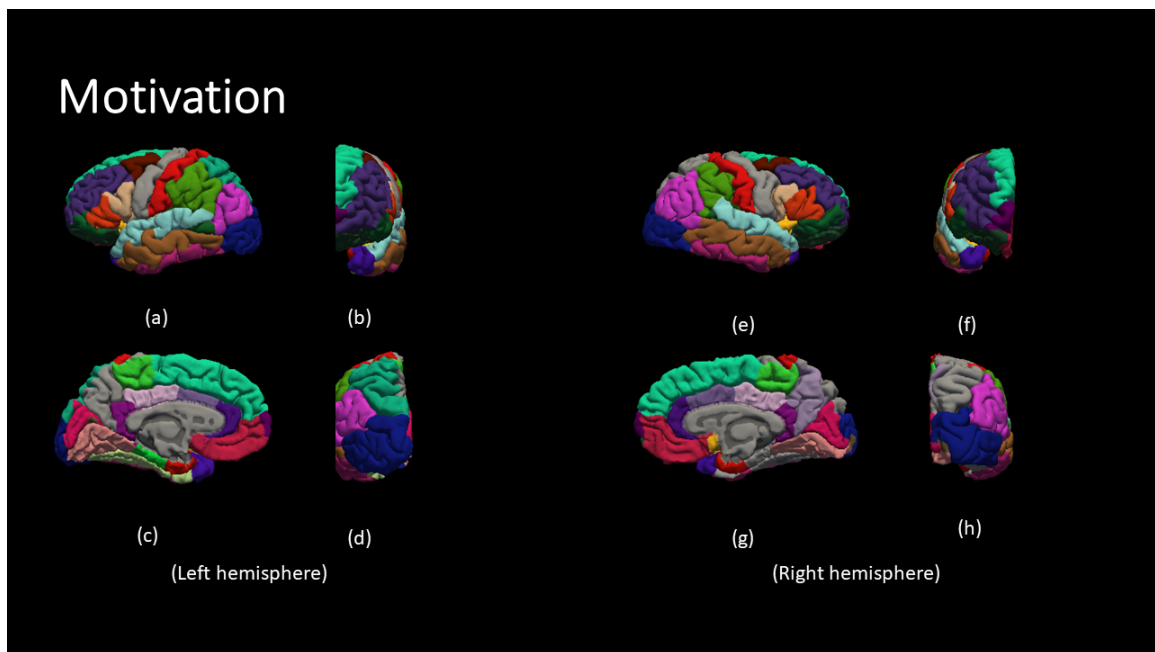 Motivation
(a)
(b)
(e)
(f)
(c)
(d)
(g)
(h)
(Left hemisphere)
(Right hemisphere)